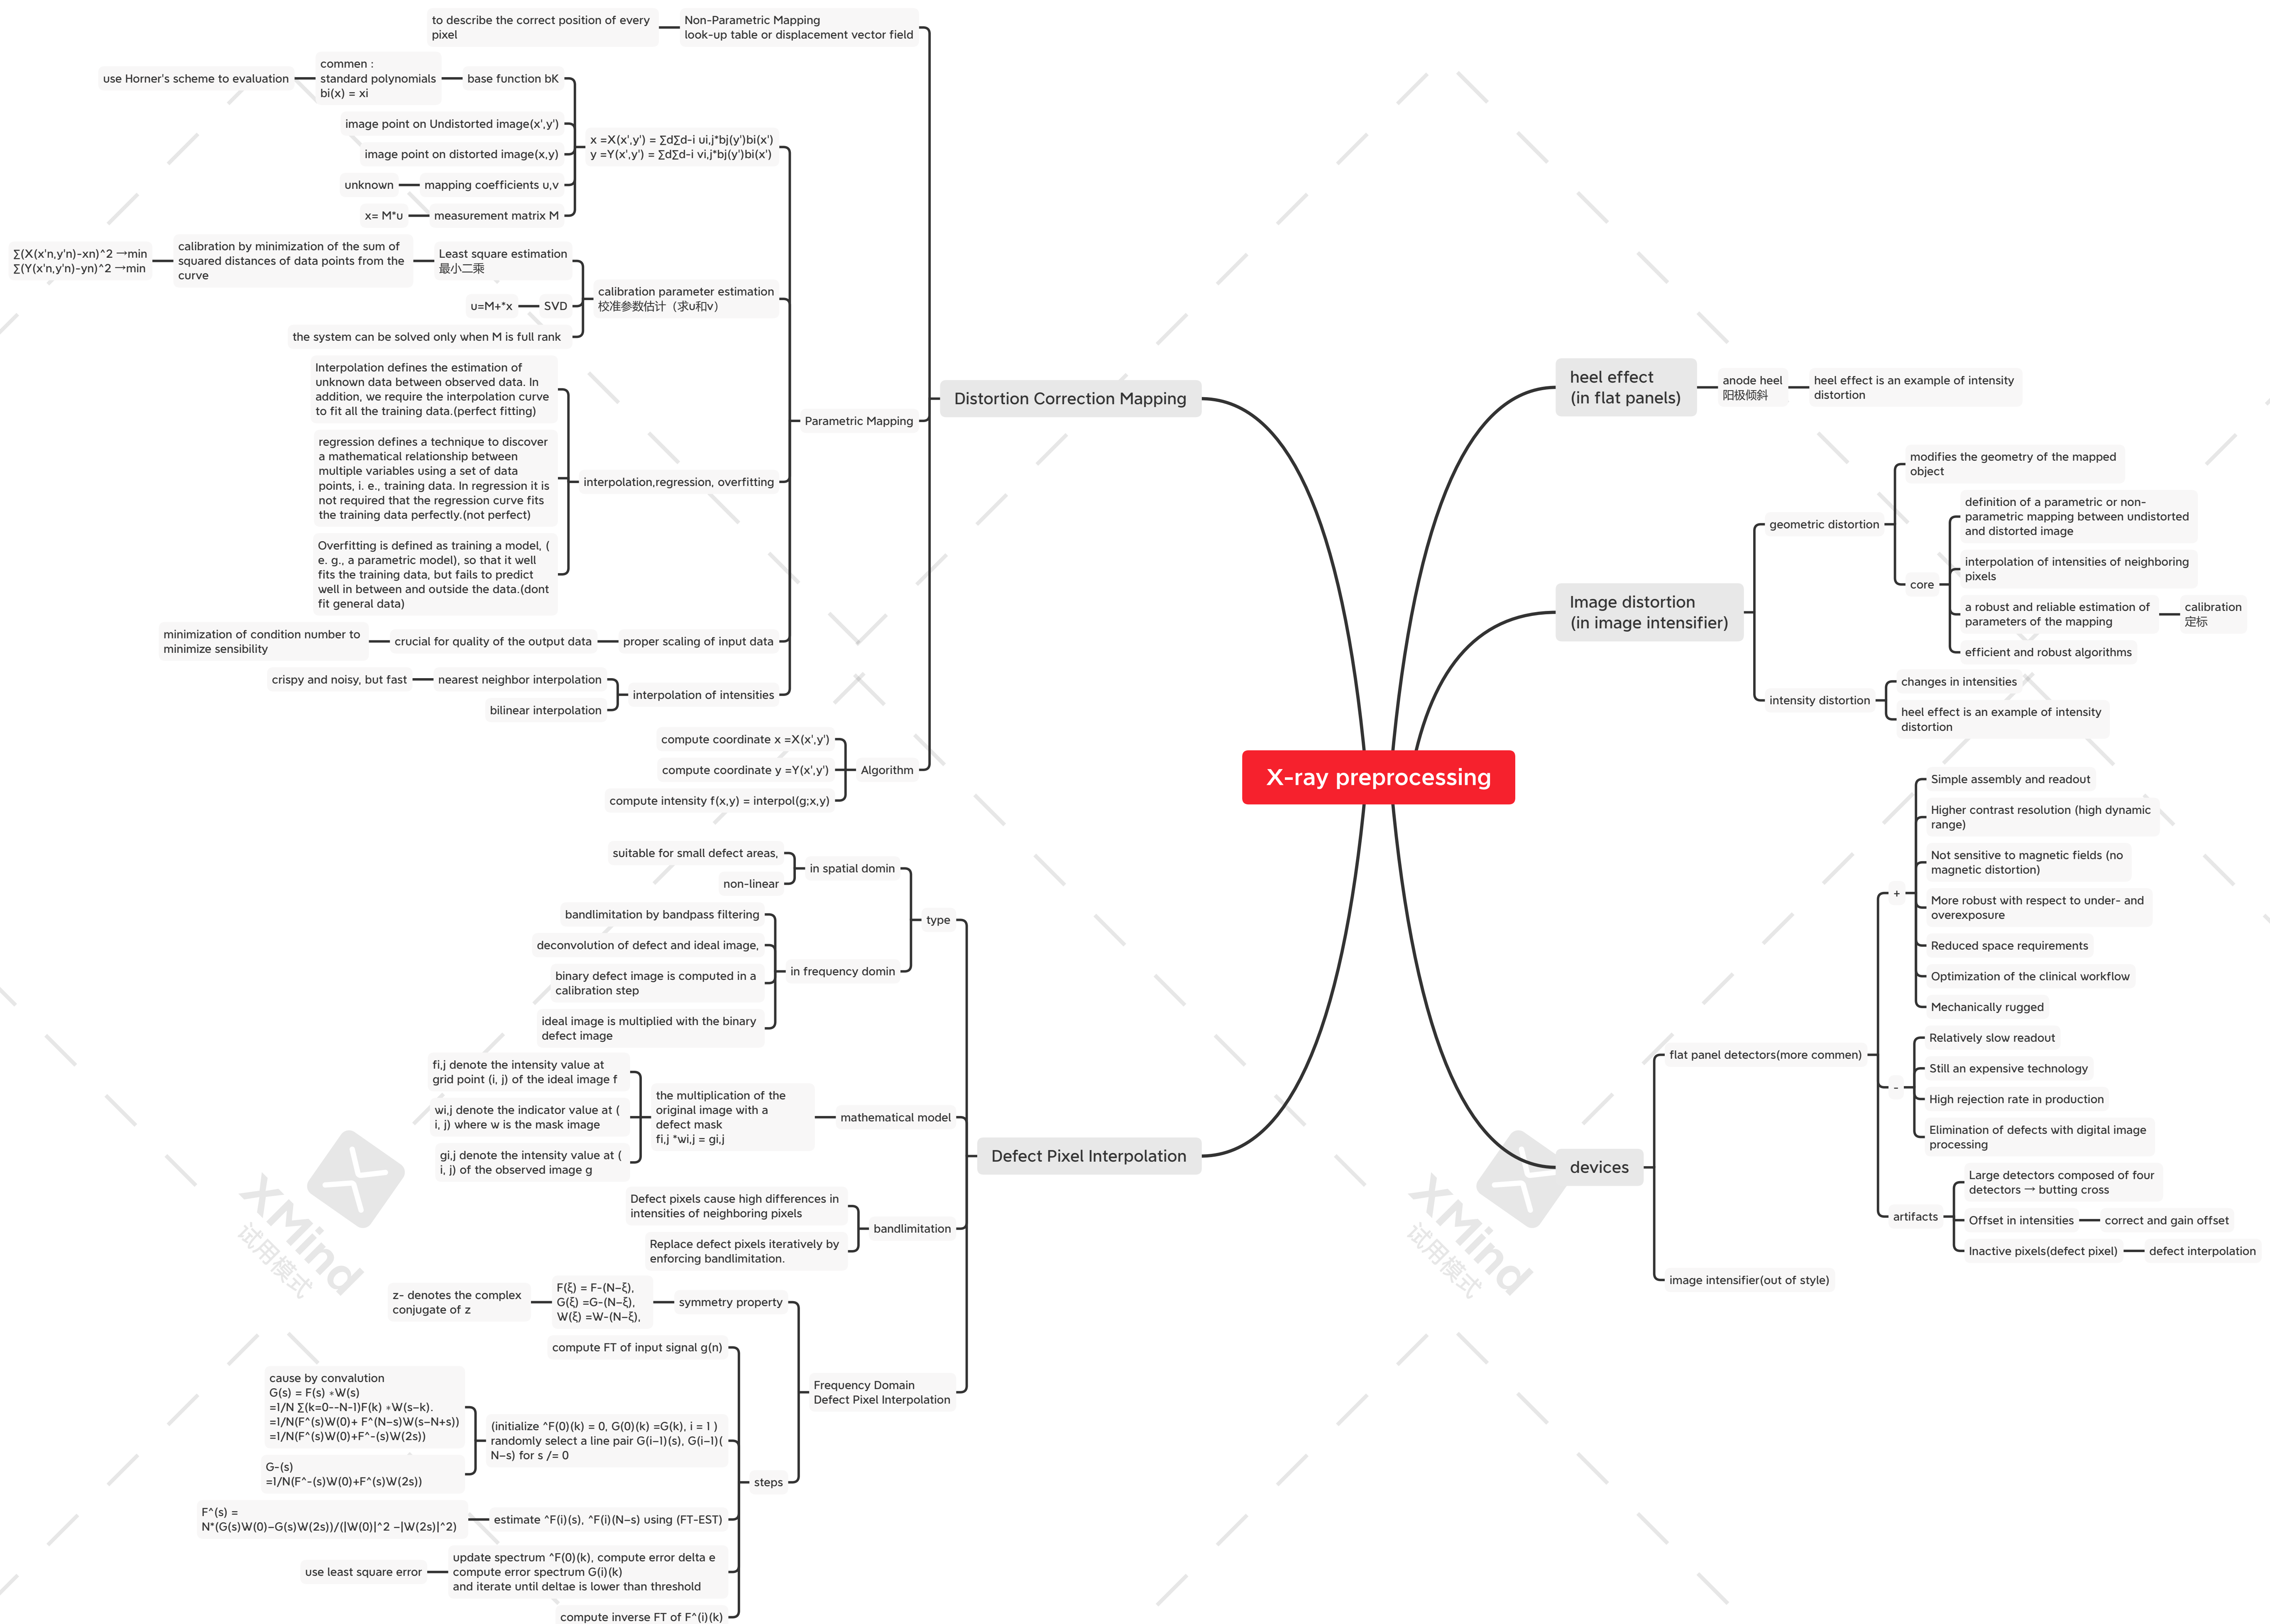 X-ray preprocessing
heel effect
(in flat panels)
anode heel
阳极倾斜
heel effect is an example of intensity
distortion
Image distortion
(in image intensifier)
geometric distortion
modifies the geometry of the mapped
object
core
definition of a parametric or non-
parametric mapping between undistorted
and distorted image
interpolation of intensities of neighboring
pixels
a robust and reliable estimation of
parameters of the mapping
calibration
定标
efficient and robust algorithms
intensity distortion
changes in intensities
heel effect is an example of intensity
distortion
devices
flat panel detectors(more commen)
+
Simple assembly and readout
Higher contrast resolution (high dynamic
range)
Not sensitive to magnetic fields (no
magnetic distortion)
More robust with respect to under- and
overexposure
Reduced space requirements
Optimization of the clinical workflow
Mechanically rugged
-
Relatively slow readout
Still an expensive technology
High rejection rate in production
Elimination of defects with digital image
processing
artifacts
Large detectors composed of four
detectors → butting cross
Offset in intensities
correct and gain offset
Inactive pixels(defect pixel)
defect interpolation
image intensifier(out of style)
Distortion Correction Mapping
Non-Parametric Mapping
look-up table or displacement vector field
to describe the correct position of every
pixel
Parametric Mapping
x =X(x',y') = ∑d∑d-i ui,j*bj(y')bi(x')
y =Y(x',y') = ∑d∑d-i vi,j*bj(y')bi(x')
base function bK
commen :
standard polynomials
bi(x) = xi
use Horner's scheme to evaluation
image point on Undistorted image(x',y')
image point on distorted image(x,y)
mapping coefficients u,v
unknown
measurement matrix M
x= M*u
calibration parameter estimation
校准参数估计（求u和v）
Least square estimation
最小二乘
calibration by minimization of the sum of
squared distances of data points from the
curve
∑(X(x'n,y'n)-xn)^2 →min
∑(Y(x'n,y'n)-yn)^2 →min
SVD
u=M+*x
the system can be solved only when M is full rank
interpolation,regression, overfitting
Interpolation defines the estimation of
unknown data between observed data. In
addition, we require the interpolation curve
to fit all the training data.(perfect fitting)
regression defines a technique to discover
a mathematical relationship between
multiple variables using a set of data
points, i. e., training data. In regression it is
not required that the regression curve fits
the training data perfectly.(not perfect)
Overfitting is defined as training a model, (
e. g., a parametric model), so that it well
fits the training data, but fails to predict
well in between and outside the data.(dont
fit general data)
proper scaling of input data
crucial for quality of the output data
minimization of condition number to
minimize sensibility
interpolation of intensities
nearest neighbor interpolation
crispy and noisy, but fast
bilinear interpolation
Algorithm
compute coordinate x =X(x',y')
compute coordinate y =Y(x',y')
compute intensity f(x,y) = interpol(g;x,y)
Defect Pixel Interpolation
type
in spatial domin
suitable for small defect areas,
non-linear
in frequency domin
bandlimitation by bandpass filtering
deconvolution of defect and ideal image,
binary defect image is computed in a
calibration step
ideal image is multiplied with the binary
defect image
mathematical model
the multiplication of the
original image with a
defect mask
fi,j *wi,j = gi,j
fi,j denote the intensity value at
grid point (i, j) of the ideal image f
wi,j denote the indicator value at (
i, j) where w is the mask image
gi,j denote the intensity value at (
i, j) of the observed image g
bandlimitation
Defect pixels cause high differences in
intensities of neighboring pixels
Replace defect pixels iteratively by
enforcing bandlimitation.
Frequency Domain
Defect Pixel Interpolation
symmetry property
F(ξ) = F-(N−ξ),
G(ξ) =G-(N−ξ),
W(ξ) =W-(N−ξ),
z- denotes the complex
conjugate of z
steps
compute FT of input signal g(n)
(initialize ^F(0)(k) = 0, G(0)(k) =G(k), i = 1 )
randomly select a line pair G(i−1)(s), G(i−1)(
N−s) for s /= 0
cause by convalution
G(s) = F(s) ∗W(s)
=1/N ∑(k=0--N-1)F(k) ∗W(s−k).
=1/N(F^(s)W(0)+ F^(N−s)W(s−N+s))
=1/N(F^(s)W(0)+F^-(s)W(2s))
G-(s)
=1/N(F^-(s)W(0)+F^(s)W(2s))
estimate ^F(i)(s), ^F(i)(N−s) using (FT-EST)
F^(s) =
N*(G(s)W(0)−G(s)W(2s))/(|W(0)|^2 −|W(2s)|^2)
update spectrum ^F(0)(k), compute error delta e
compute error spectrum G(i)(k)
and iterate until deltae is lower than threshold
use least square error
compute inverse FT of F^(i)(k)
XMind
试用模式
XMind
试用模式